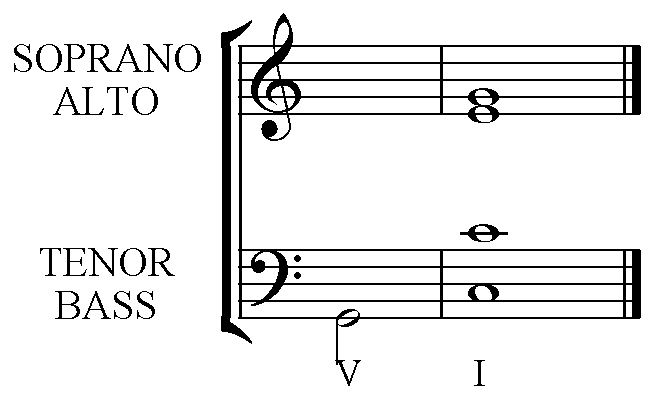 SOPRANO
ALTO
TENOR
BASS
V I